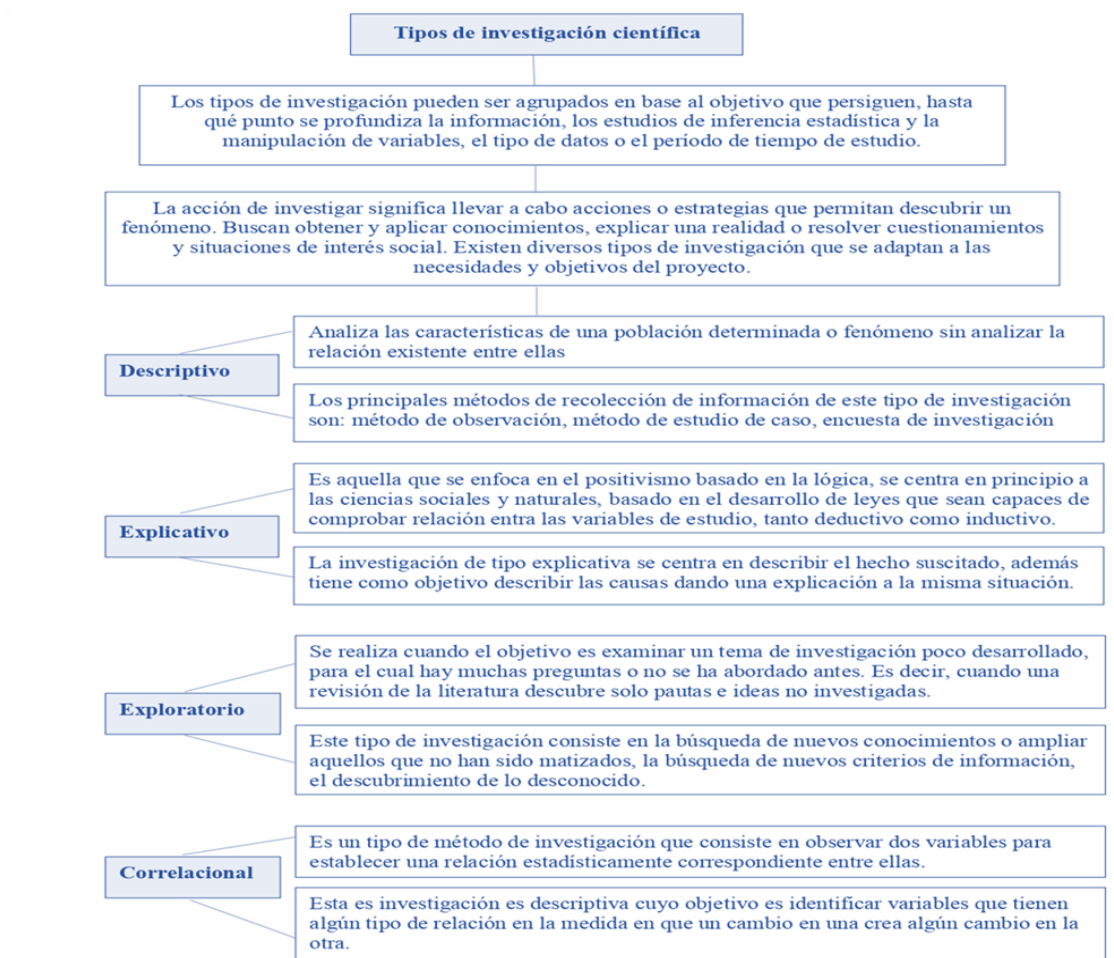 Tipos de investigación científica
Los tipos de investigación pueden ser agrupados en base al objetivo que persiguen, hasta
qué punto se profundiza la información, los estudios de inferencia estadística y la
manipulación de variables, el tipo de datos o el período de tiempo de estudio.
La acción de investigar significa llevar a cabo acciones o estrategias que permitan descubrir un
fenómeno. Buscan obtener y aplicar conocimientos, explicar una realidad o resolver cuestionamientos
y situaciones de interés social. Existen diversos tipos de investigación que se adaptan a las
necesidades y objetivos del proyecto.
Descriptivo
Analiza las características de una población determinada o fenómeno sin analizar la
relación existente entre ellas
Los principales métodos de recolección de información de este tipo de investigación
son: método de observación, método de estudio de caso, encuesta de investigación
Explicativo
Es aquella que se enfoca en el positivismo basado en la lógica, se centra en principio a
las ciencias sociales y naturales, basado en el desarrollo de leyes que sean capaces de
comprobar relación entra las variables de estudio, tanto deductivo como inductivo.
La investigación de tipo explicativa se centra en describir el hecho suscitado, además
tiene como objetivo describir las causas dando una explicación a la misma situación.
Exploratorio
Se realiza cuando el objetivo es examinar un tema de investigación poco desarrollado,
para el cual hay muchas preguntas o no se ha abordado antes. Es decir, cuando una
revisión de la literatura descubre solo pautas e ideas no investigadas.
Este tipo de investigación consiste en la búsqueda de nuevos conocimientos o ampliar
aquellos que no han sido matizados, la búsqueda de nuevos criterios de información,
el descubrimiento de lo desconocido.
Correlacional
Es un tipo de método de investigación que consiste en observar dos variables para
establecer una relación estadísticamente correspondiente entre ellas.
Esta es investigación es descriptiva cuyo objetivo es identificar variables que tienen
algún tipo de relación en la medida en que un cambio en una crea algún cambio en la
otra.